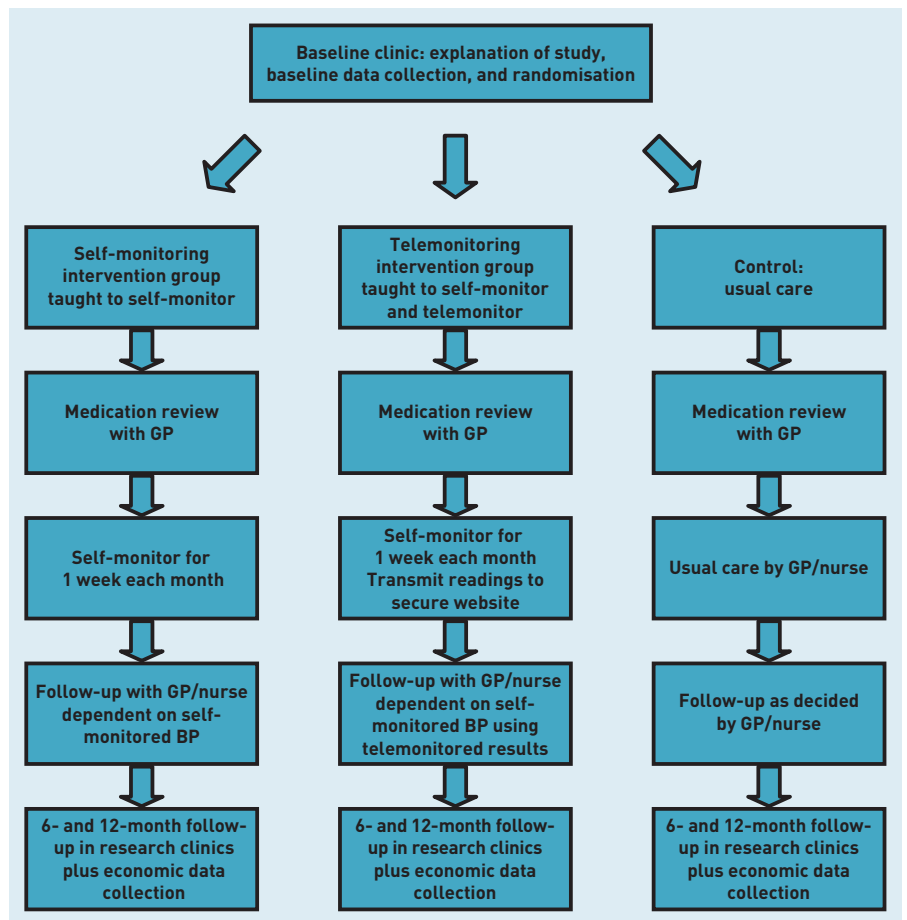 Baseline clinic: explanation of study,
baseline data collection, and randomisation
Self-monitoring
intervention group
taught to self-monitor
Telemonitoring
intervention group
taught to self-monitor
and telemonitor
Control:
usual care
Medication review
with GP
Medication review
with GP
Medication review
with GP
Self-monitor for
1 week each month
Self-monitor for
1 week each month
Transmit readings to
secure website
Usual care by GP/nurse
Follow-up with GP/nurse
dependent on self-
monitored BP
Follow-up with GP/nurse
dependent on self-
monitored BP using
telemonitored results
Follow-up as decided
by GP/nurse
6- and 12-month follow-
up in research clinics
plus economic data
collection
6- and 12-month follow-
up in research clinics
plus economic data
collection
6- and 12-month follow-
up in research clinics
plus economic data
collection